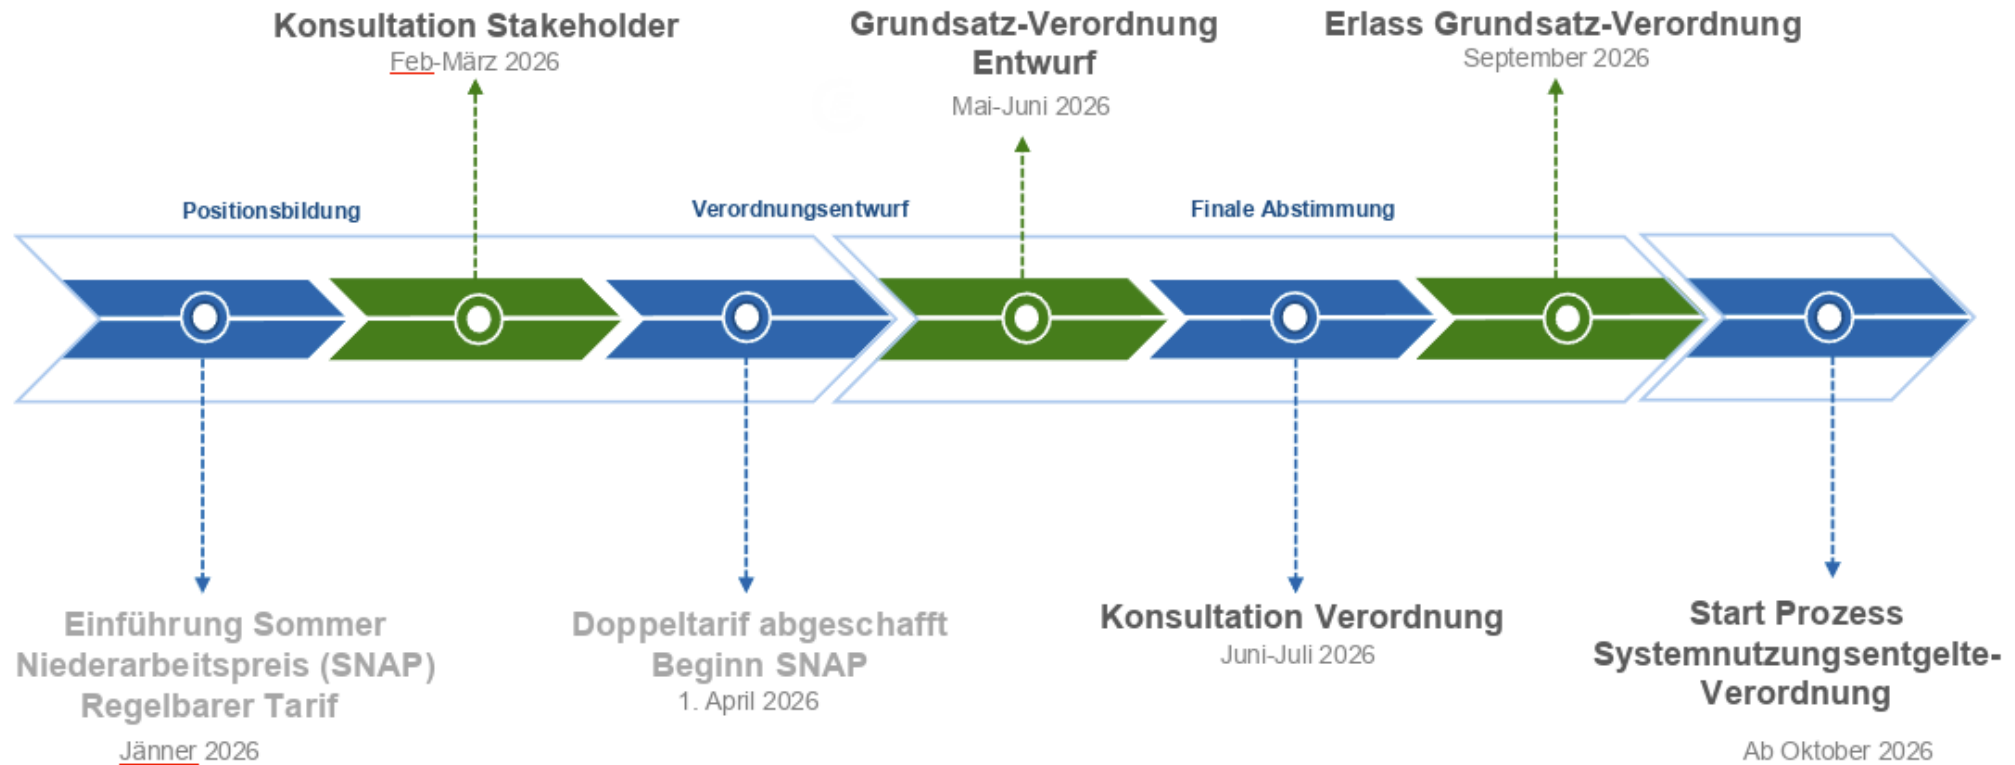 Konsultation Stakeholder
Feb-März 2026
Grundsatz-Verordnung
Entwurf
Mai-Juni 2026
Erlass Grundsatz-Verordnung
September 2026
Positionsbildung
Verordnungsentwurf
Finale Abstimmung
Einführung Sommer
Niederarbeitspreis (SNAP)
Regelbarer Tarif
Jänner 2026
Doppeltarif abgeschafft
Beginn SNAP
1. April 2026
Konsultation Verordnung
Juni-Juli 2026
Start Prozess
Systemnutzungsentgelte-
Verordnung
Ab Oktober 2026